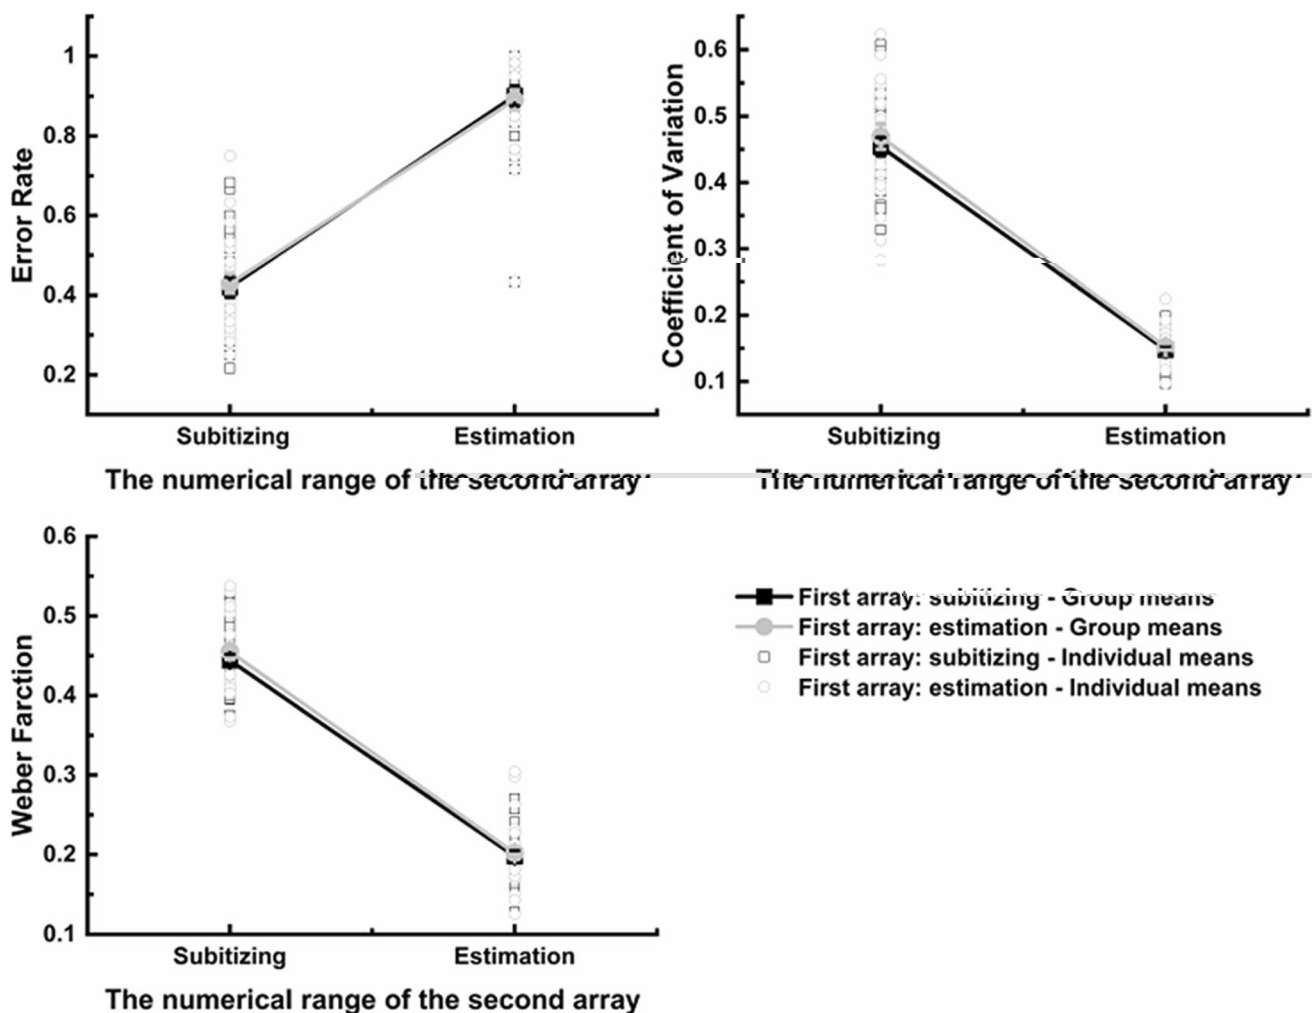 Error Rate
1
0.8
0.6
0.4
0.2
Subitizing
Estimation
The numerical range of the second array
Coefficient of Variation
0.6
0.5
0.4
0.3
0.2
0.1
Subitizing
Estimation
The numerical range of the second array
Weber Farction
0.6
0.5
0.4
0.3
0.2
0.1
Subitizing
Estimation
The numerical range of the second array
First array: subitizing - Group means
First array: estimation - Group means
First array: subitizing - Individual means
First array: estimation - Individual means